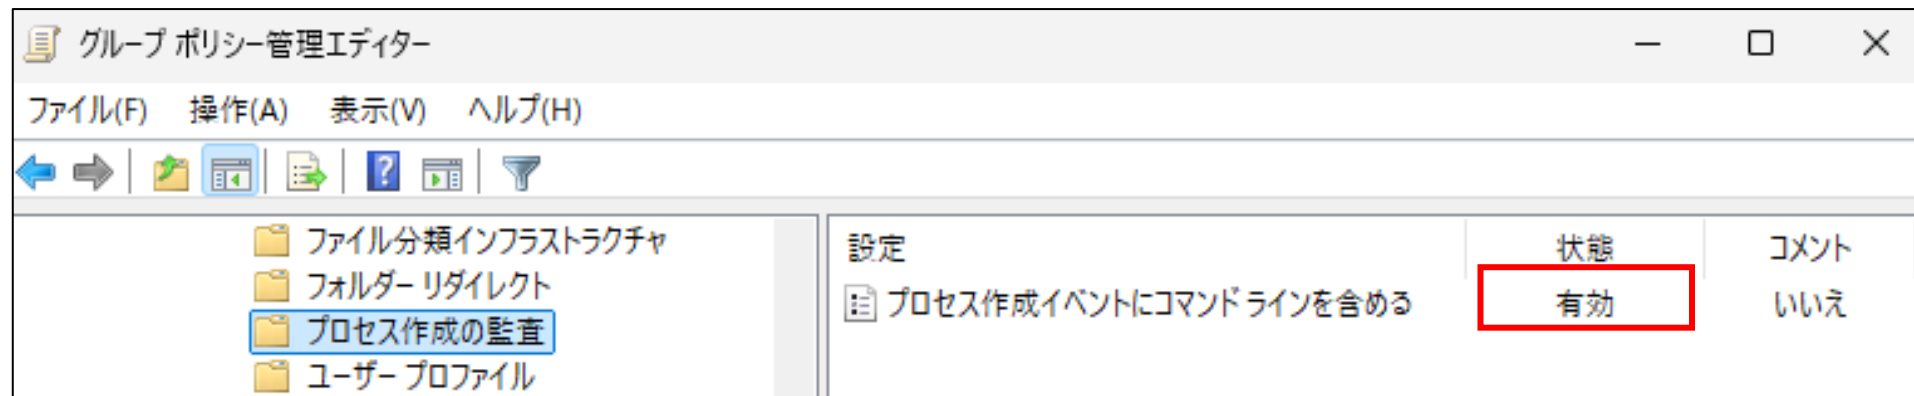 グループ ポリシー管理エディター
ファイル(F) 操作(A) 表示(V) ヘルプ(H)
ファイル分類インフラストラクチャ
フォルダー リダイレクト
プロセス作成の監査
ユーザー プロファイル
設定 状態 コメント
プロセス作成イベントにコマンド ラインを含める 有効 いいえ